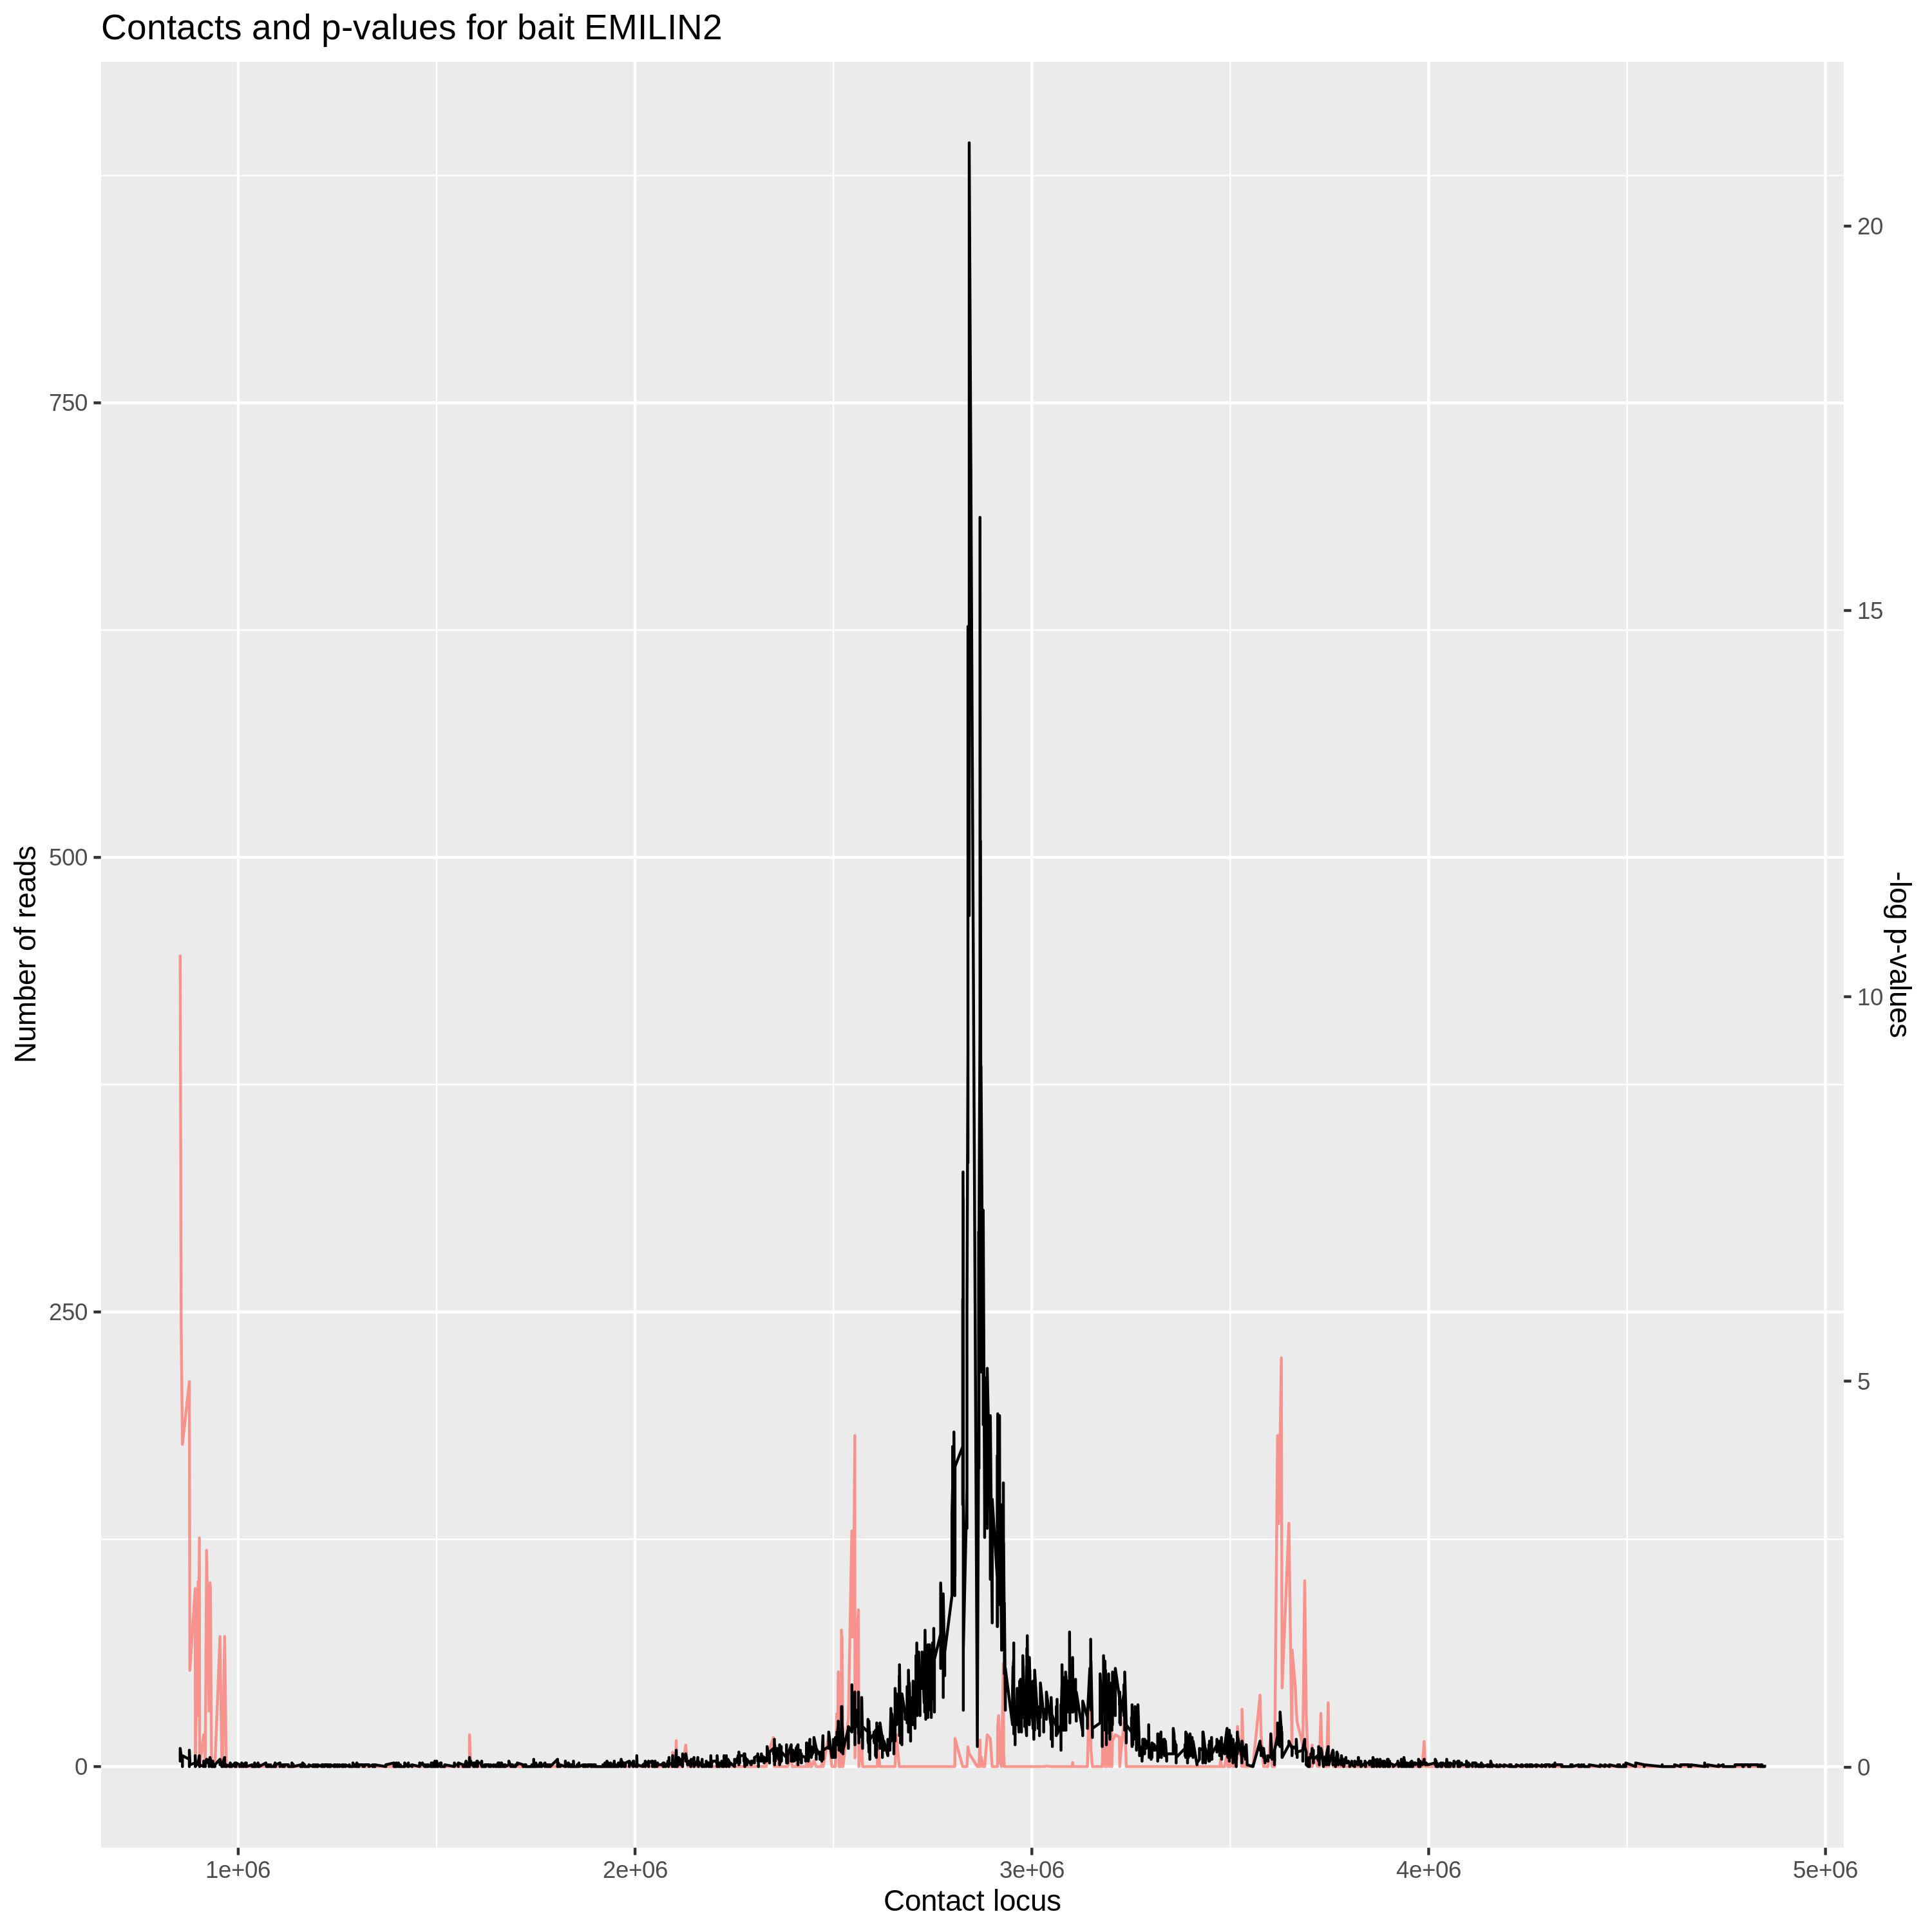 Contacts and p-values for bait EMILIN2
Number of reads
750
500
250
0
20
15
10
5
0
-log p-values
1e+06
2e+06
3e+06
4e+06
5e+06
Contact locus